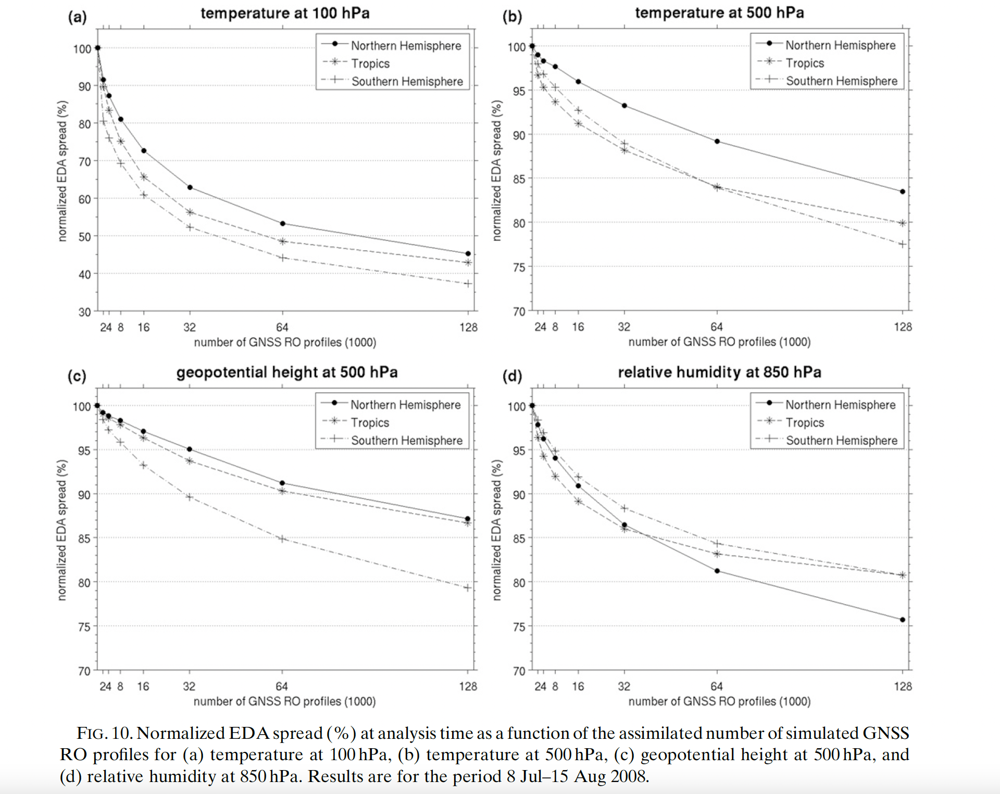 (a) temperature at 100 hPa
Northern Hemisphere
Tropics
Southern Hemisphere
normalized EDA spread (%)
100
90
80
70
60
50
40
30
2 4 8 16 32 64 128
number of GNSS RO profiles (1000)
(b) temperature at 500 hPa
Northern Hemisphere
Tropics
Southern Hemisphere
normalized EDA spread (%)
100
95
90
85
80
75
70
2 4 8 16 32 64 128
number of GNSS RO profiles (1000)
(c) geopotential height at 500 hPa
Northern Hemisphere
Tropics
Southern Hemisphere
normalized EDA spread (%)
100
95
90
85
80
75
70
2 4 8 16 32 64 128
number of GNSS RO profiles (1000)
(d) relative humidity at 850 hPa
Northern Hemisphere
Tropics
Southern Hemisphere
normalized EDA spread (%)
100
95
90
85
80
75
70
2 4 8 16 32 64 128
number of GNSS RO profiles (1000)
FIG. 10. Normalized EDA spread (%) at analysis time as a function of the assimilated number of simulated GNSS
RO profiles for (a) temperature at 100 hPa, (b) temperature at 500 hPa, (c) geopotential height at 500 hPa, and
(d) relative humidity at 850 hPa. Results are for the period 8 Jul–15 Aug 2008.